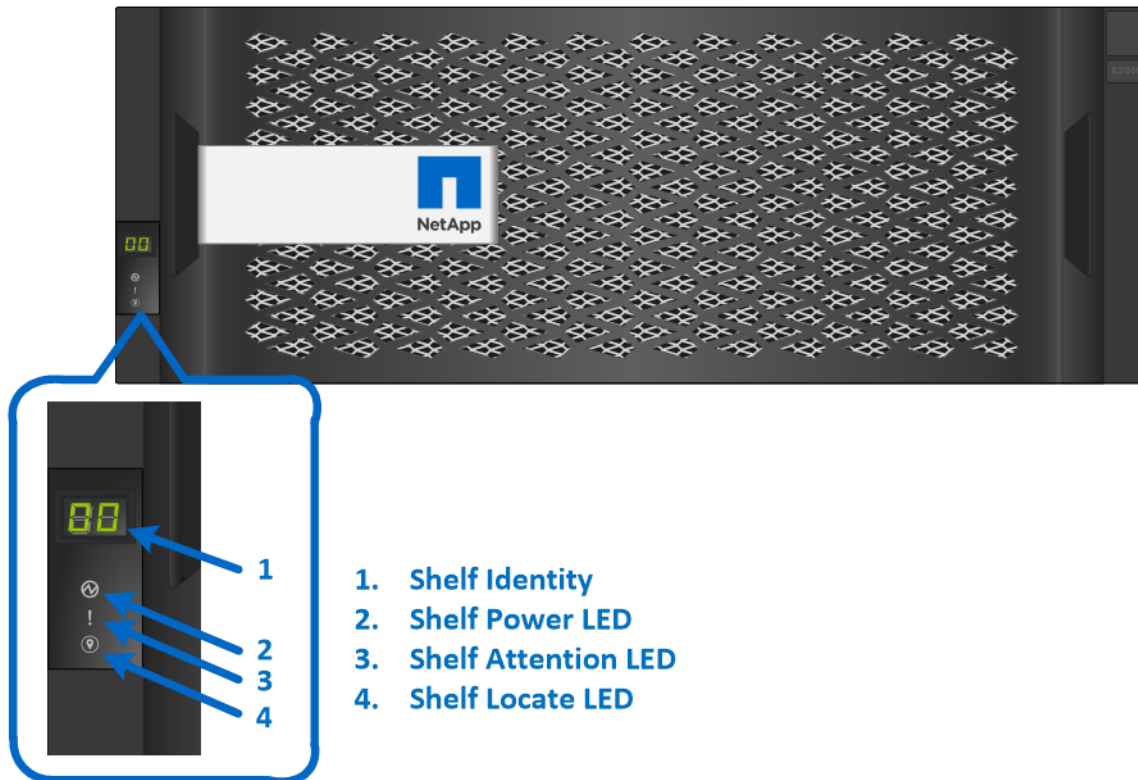 NetApp
00
00
1
2
3
4
1. Shelf Identity
2. Shelf Power LED
3. Shelf Attention LED
4. Shelf Locate LED